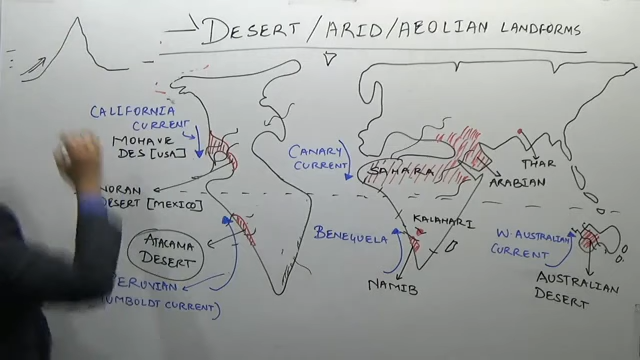 → DESERT/ARID/AEOLIAN LANDFORMS
CALIFORNIA
CURRENT
MOHAVE
DES [USA]
NORAN
DESERT [MEXICO]
ATACAMA
DESERT
PERUVIAN
HUMBOLDT CURRENT)
CANARY
CURRENT
SAHARA
ARABIAN
THAR
KALAHARI
BENEQUELA
NAMIB
W. AUSTRALIAN
CURRENT
AUSTRALIAN
DESERT